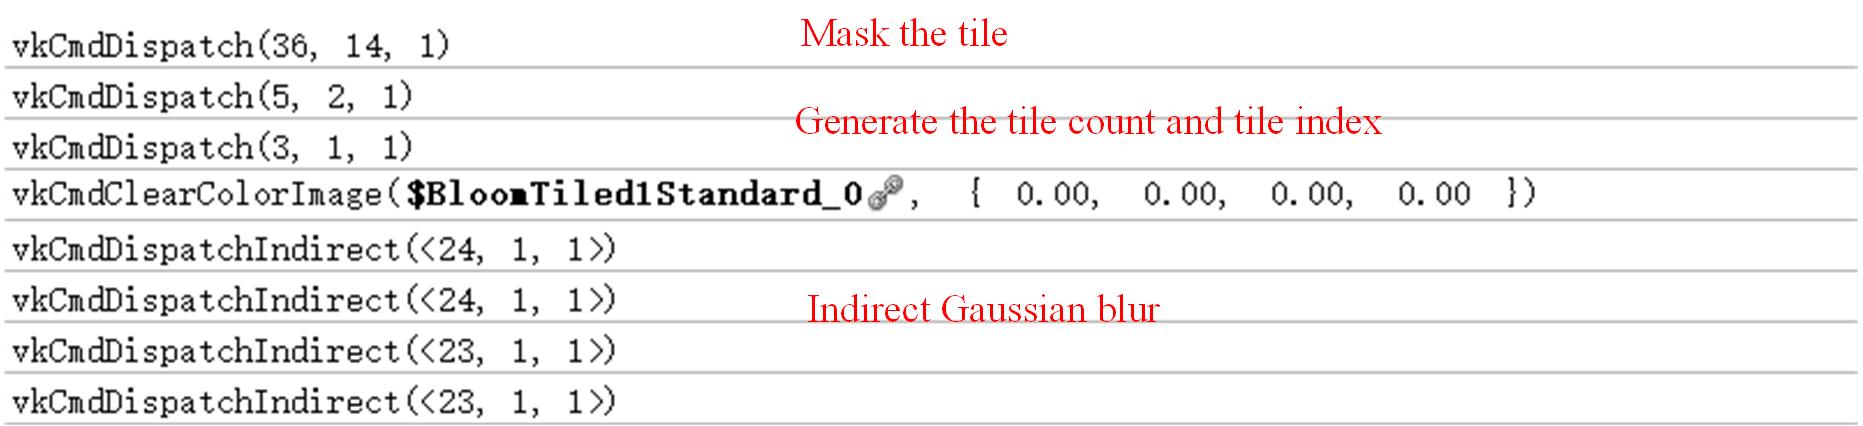 vkCmdDispatch(36, 14, 1) Mask the tile
vkCmdDispatch(5, 2, 1)
Generate the tile count and tile index
vkCmdDispatch(3, 1, 1)
vkCmdClearColorImage($BloomTiled1Standard_0, { 0.00, 0.00, 0.00, 0.00 })
vkCmdDispatchIndirect(<24, 1, 1>)
vkCmdDispatchIndirect(<24, 1, 1>)
Indirect Gaussian blur
vkCmdDispatchIndirect(<23, 1, 1>)
vkCmdDispatchIndirect(<23, 1, 1>)